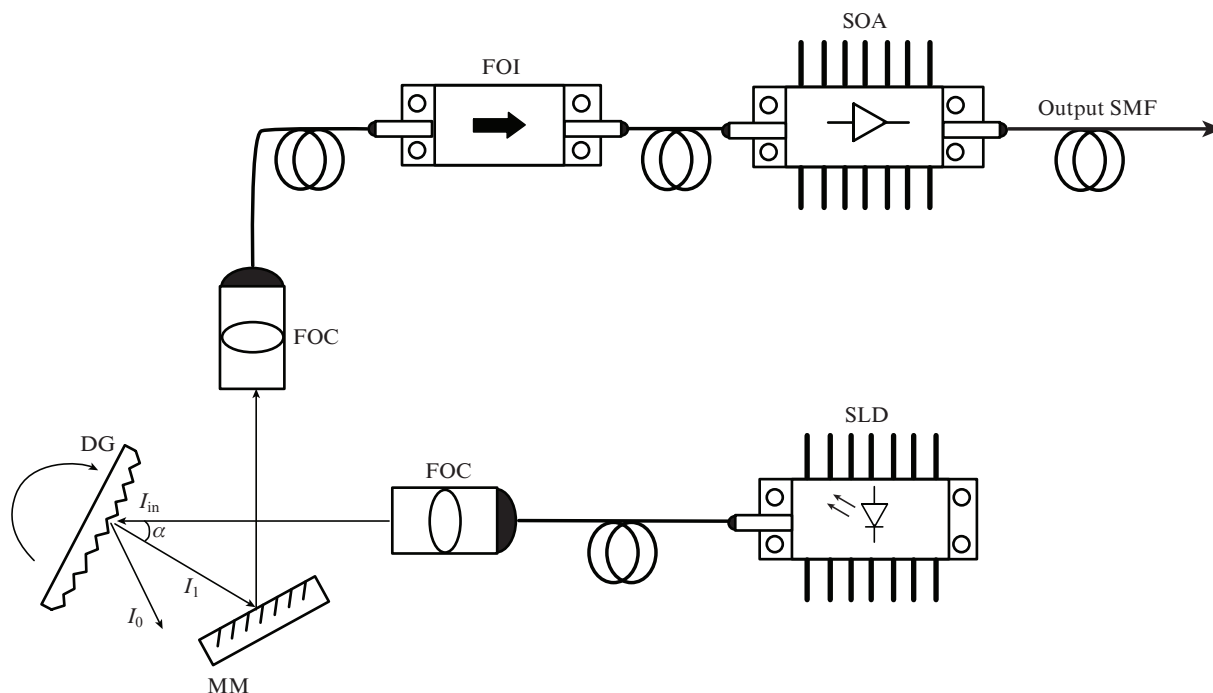 SOA
FOI
Output SMF
FOC
DG
SLD
FOC
I_in
α
I_1
I_0
MM